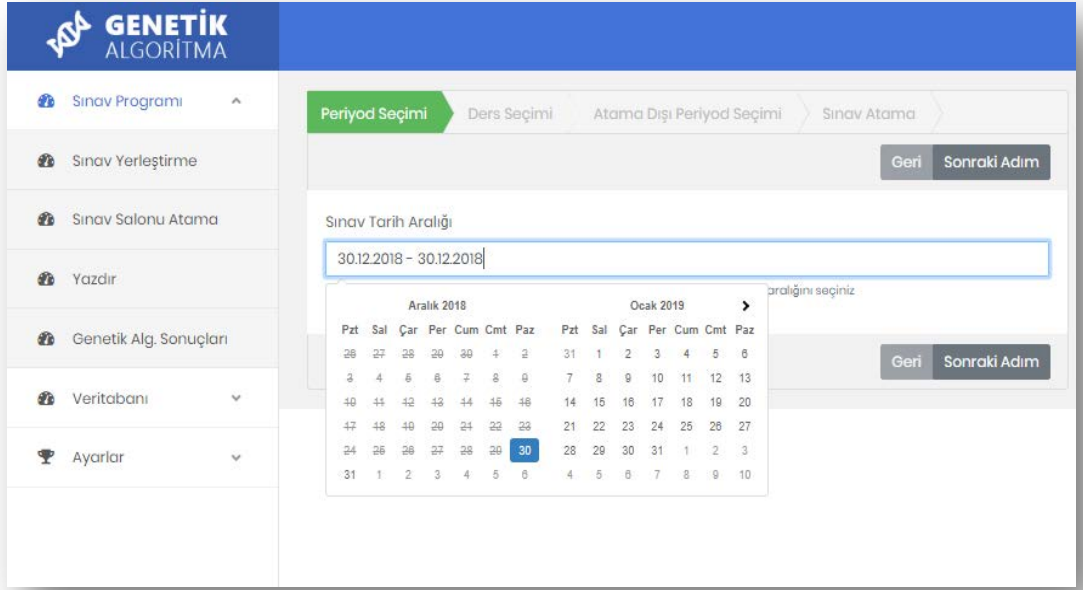 GENETİK
ALGORİTMA
Sınav Programı
Sınav Yerleştirme
Sınav Salonu Atama
Yazdır
Genetik Alg. Sonuçları
Veritabanı
Ayarlar
Periyod Seçimi Ders Seçimi Atama Dışı Periyod Seçimi Sınav Atama
Geri Sonraki Adım
Sınav Tarih Aralığı
30.12.2018 - 30.12.2018
aralığını seçiniz
Aralık 2018
Pzt Sal Çar Per Cum Cmt Paz
26 27 28 29 30 1 2
3 4 5 6 7 8 9
10 11 12 13 14 15 16
17 18 19 20 21 22 23
24 25 26 27 28 29 30
31 1 2 3 4 5 6
Ocak 2019
Pzt Sal Çar Per Cum Cmt Paz
31 1 2 3 4 5 6
7 8 9 10 11 12 13
14 15 16 17 18 19 20
21 22 23 24 25 26 27
28 29 30 31 1 2 3
4 5 6 7 8 9 10
Geri Sonraki Adım